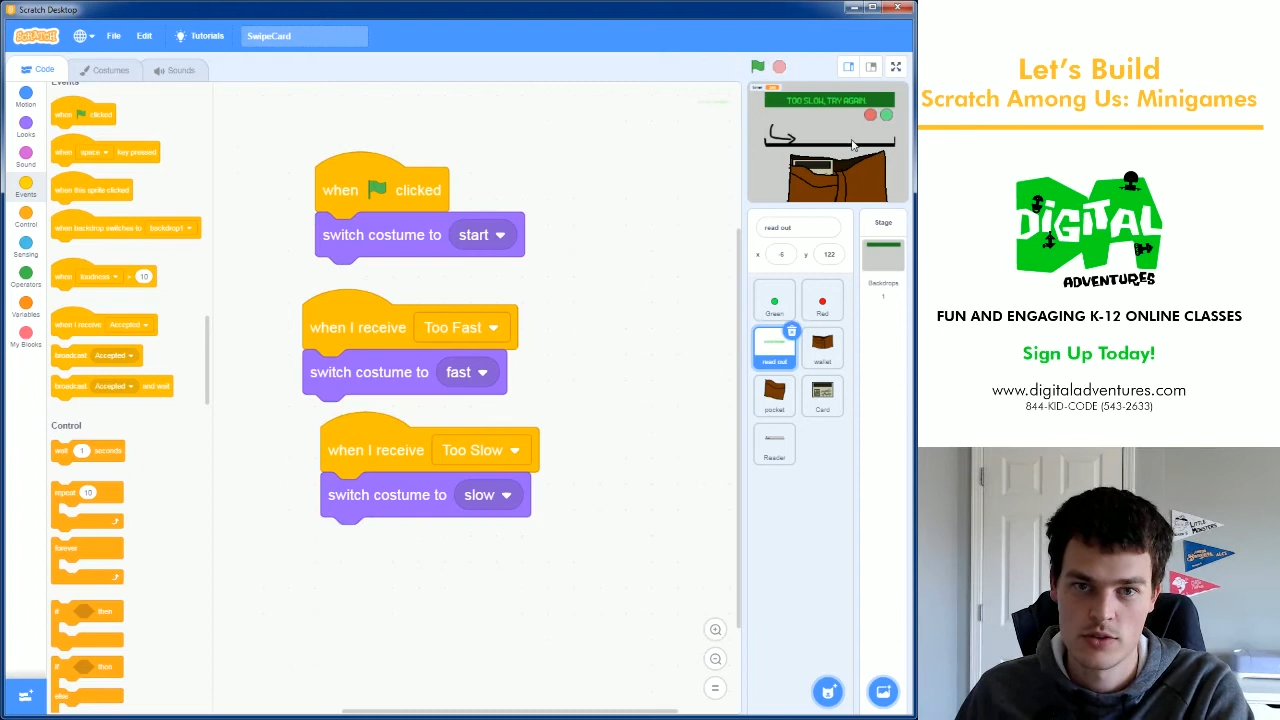 Scratch Desktop
SCRATCH
File
Edit
Tutorials
SwipeCard
Code
Costumes
Sounds
Motion
Looks
Sound
Events
Control
Sensing
Operators
Variables
My Blocks
Events
when clicked
when space key pressed
when this sprite clicked
when backdrop switches to backdrop1
when loudness > 10
when I receive Accepted
broadcast Accepted
broadcast Accepted and wait
Control
wait 1 seconds
repeat 10
forever
if then
if then
else
when clicked
switch costume to start
when I receive Too Fast
switch costume to fast
when I receive Too Slow
switch costume to slow
TOO SLOW, TRY AGAIN.
read out
x -6 y 122
Green
Red
read out
wallet
pocket
Card
Reader
Stage
Backdrops
1
Let's Build
Scratch Among Us: Minigames
DIGITAL
ADVENTURES
FUN AND ENGAGING K-12 ONLINE CLASSES
Sign Up Today!
www.digitaladventures.com
844-KID-CODE (543-2633)
LITTLE
MONSTERS